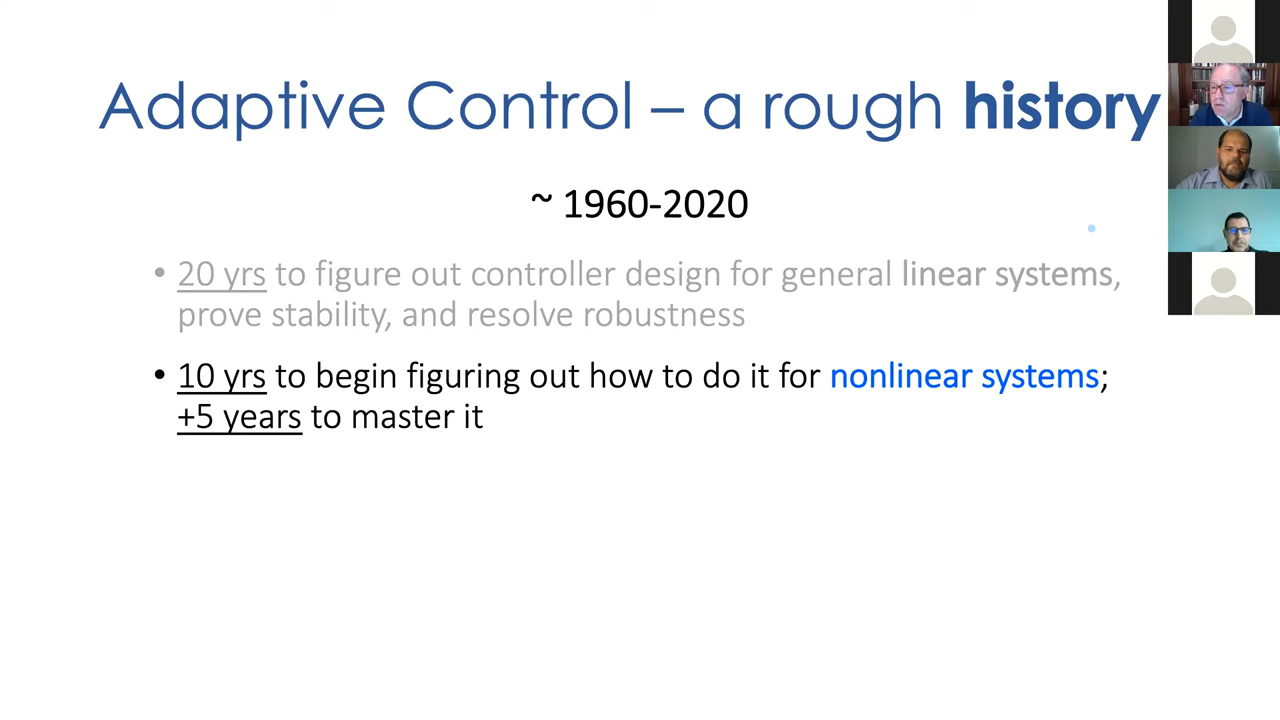 Adaptive Control – a rough history
~ 1960-2020
• 20 yrs to figure out controller design for general linear systems,
prove stability, and resolve robustness
• 10 yrs to begin figuring out how to do it for nonlinear systems;
+5 years to master it